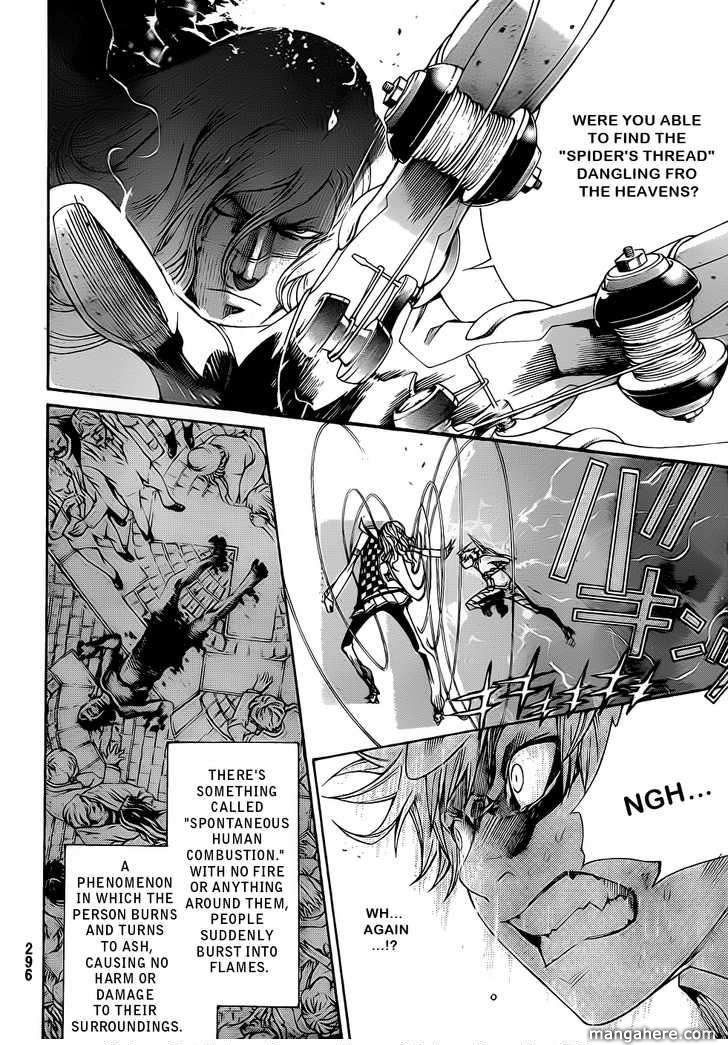 WERE YOU ABLE
TO FIND THE
"SPIDER'S THREAD"
DANGLING FRO
THE HEAVENS?
NGH...
WH...
AGAIN
...!?
THERE'S
SOMETHING
CALLED
"SPONTANEOUS
HUMAN
COMBUSTION."
WITH NO FIRE
OR ANYTHING
AROUND THEM,
PEOPLE
SUDDENLY
BURST INTO
FLAMES.
A
PHENOMENON
IN WHICH THE
PERSON BURNS
AND TURNS
TO ASH,
CAUSING NO
HARM OR
DAMAGE
TO THEIR
SURROUNDINGS.
296
mangahere.com